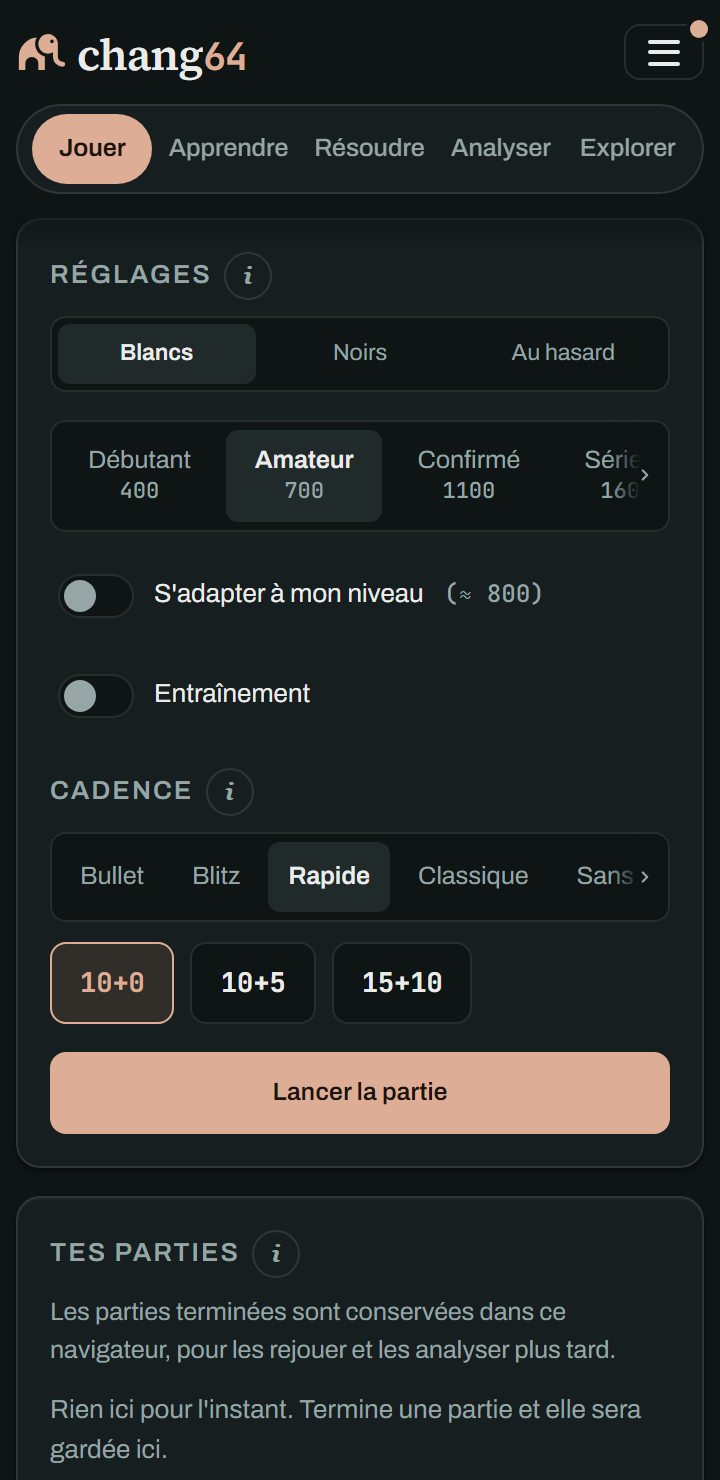 chang64
Jouer Apprendre Résoudre Analyser Explorer
RÉGLAGES i
Blancs Noirs Au hasard
Débutant Amateur Confirmé
400 700 1100
S'adapter à mon niveau (≈ 800)
Entraînement
CADENCE i
Bullet Blitz Rapide Classique Sans
10+0 10+5 15+10
Lancer la partie
TES PARTIES i
Les parties terminées sont conservées dans ce
navigateur, pour les rejouer et les analyser plus tard.
Rien ici pour l'instant. Termine une partie et elle sera
gardée ici.